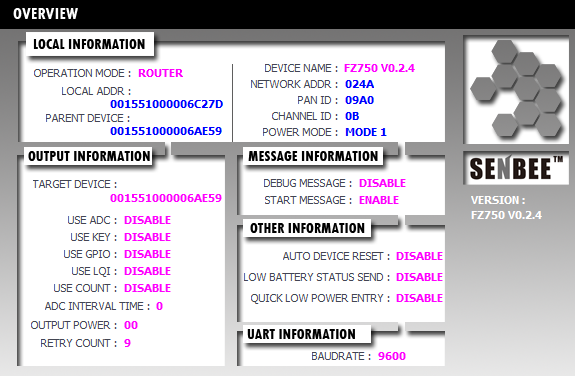 OVERVIEW
LOCAL INFORMATION
OPERATION MODE : ROUTER
LOCAL ADDR :
001551000006C27D
PARENT DEVICE :
001551000006AE59
DEVICE NAME : FZ750 V0.2.4
NETWORK ADDR : 024A
PAN ID : 09A0
CHANNEL ID : 0B
POWER MODE : MODE 1
OUTPUT INFORMATION
TARGET DEVICE :
001551000006AE59
USE ADC : DISABLE
USE KEY : DISABLE
USE GPIO : DISABLE
USE LQI : DISABLE
USE COUNT : DISABLE
ADC INTERVAL TIME : 0
OUTPUT POWER : 00
RETRY COUNT : 9
MESSAGE INFORMATION
DEBUG MESSAGE : DISABLE
START MESSAGE : ENABLE
OTHER INFORMATION
AUTO DEVICE RESET : DISABLE
LOW BATTERY STATUS SEND : DISABLE
QUICK LOW POWER ENTRY : DISABLE
UART INFORMATION
BAUDRATE : 9600
SENBEE™
VERSION :
FZ750 V0.2.4